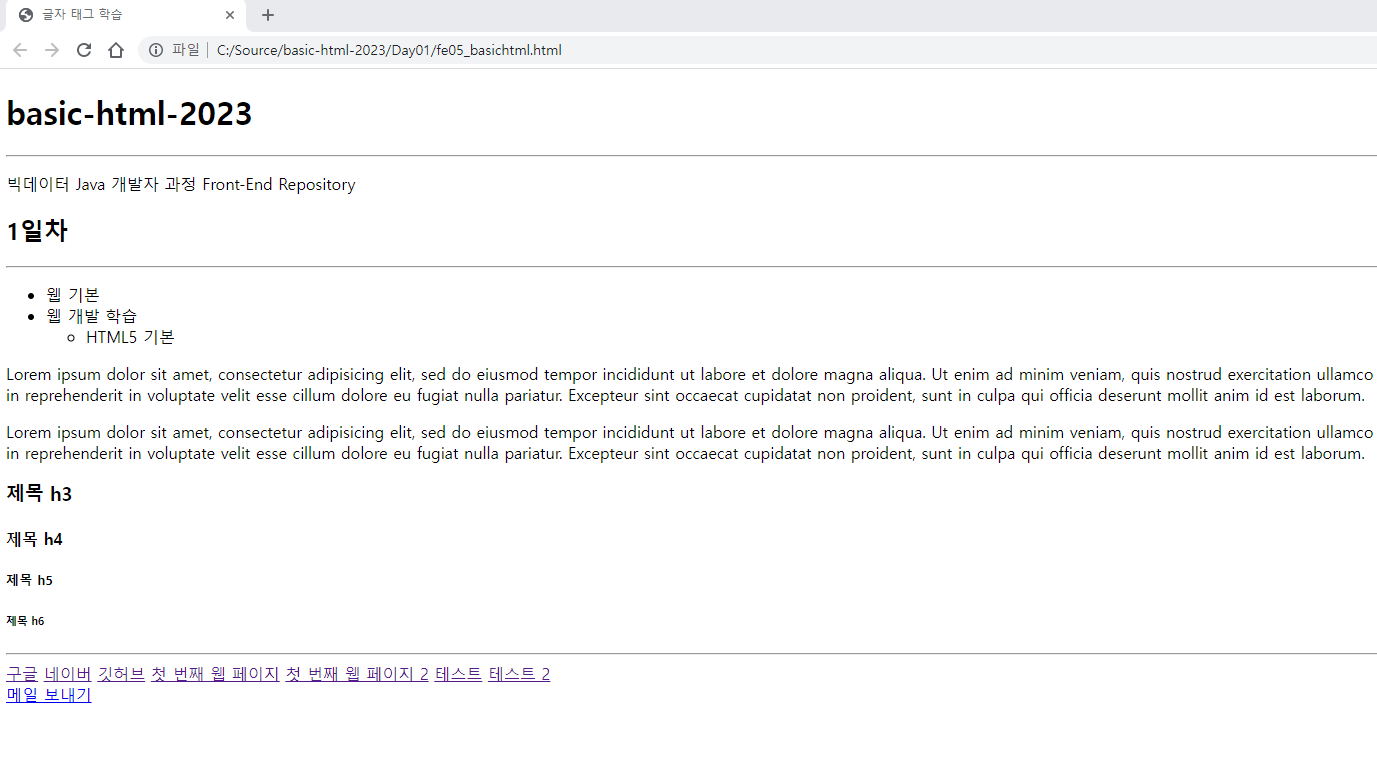 글자 태그 학습
파일 C:/Source/basic-html-2023/Day01/fe05_basichtml.html
basic-html-2023
빅데이터 Java 개발자 과정 Front-End Repository
1일차
웹 기본
웹 개발 학습
HTML5 기본
Lorem ipsum dolor sit amet, consectetur adipisicing elit, sed do eiusmod tempor incididunt ut labore et dolore magna aliqua. Ut enim ad minim veniam, quis nostrud exercitation ullamco
in reprehenderit in voluptate velit esse cillum dolore eu fugiat nulla pariatur. Excepteur sint occaecat cupidatat non proident, sunt in culpa qui officia deserunt mollit anim id est laborum.
Lorem ipsum dolor sit amet, consectetur adipisicing elit, sed do eiusmod tempor incididunt ut labore et dolore magna aliqua. Ut enim ad minim veniam, quis nostrud exercitation ullamco
in reprehenderit in voluptate velit esse cillum dolore eu fugiat nulla pariatur. Excepteur sint occaecat cupidatat non proident, sunt in culpa qui officia deserunt mollit anim id est laborum.
제목 h3
제목 h4
제목 h5
제목 h6
구글 네이버 깃허브 첫 번째 웹 페이지 첫 번째 웹 페이지 2 테스트 테스트 2
메일 보내기